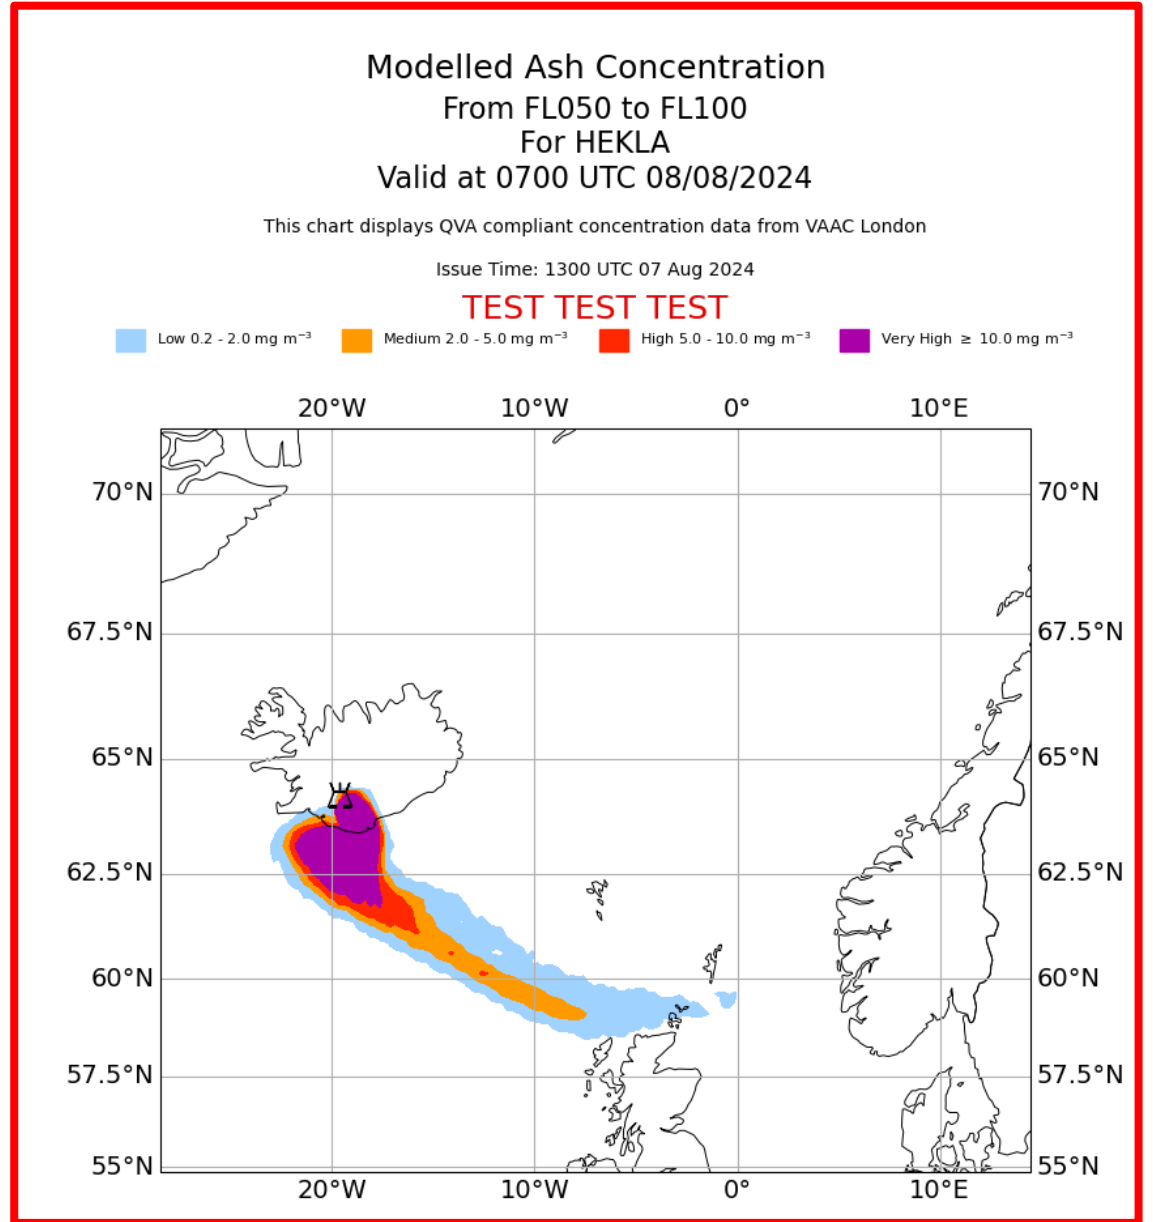 Modelled Ash Concentration
From FL050 to FL100
For HEKLA
Valid at 0700 UTC 08/08/2024
This chart displays QVA compliant concentration data from VAAC London
Issue Time: 1300 UTC 07 Aug 2024
TEST TEST TEST
Low 0.2 - 2.0 mg m⁻³ Medium 2.0 - 5.0 mg m⁻³ High 5.0 - 10.0 mg m⁻³ Very High ≥ 10.0 mg m⁻³
20°W 10°W 0° 10°E
70°N 70°N
67.5°N 67.5°N
65°N 65°N
62.5°N 62.5°N
60°N 60°N
57.5°N 57.5°N
55°N 55°N
20°W 10°W 0° 10°E